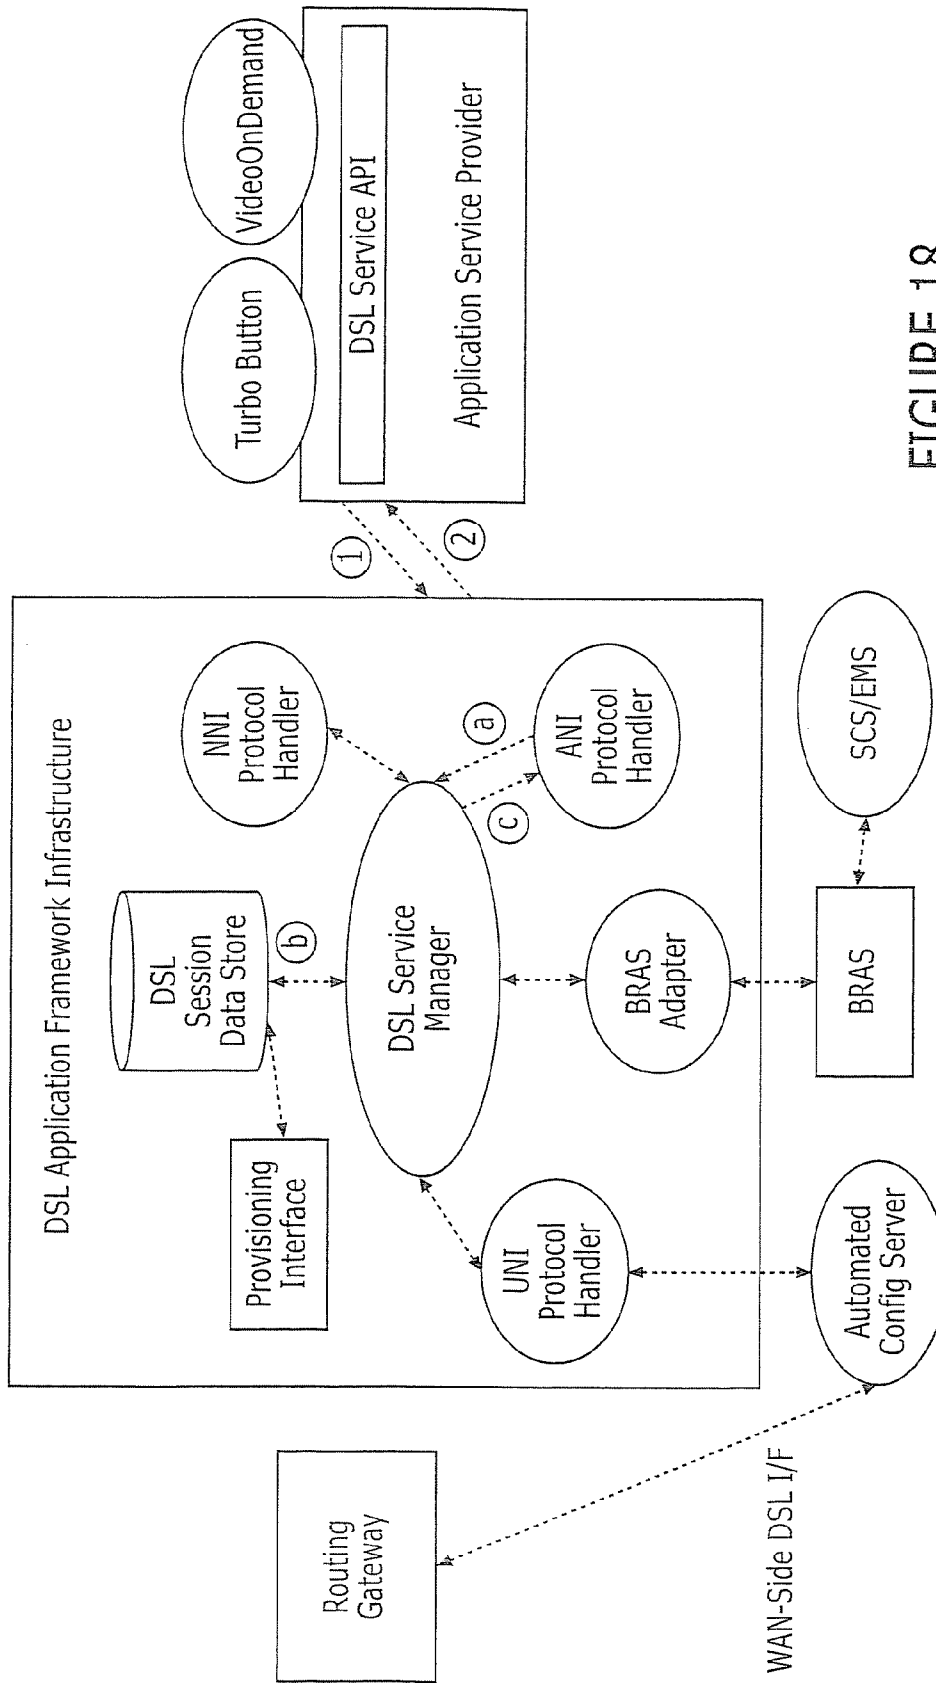 DSL Application Framework Infrastructure
Routing
Gateway
WAN-Side DSL I/F
Provisioning
Interface
DSL
Session
Data Store
b
NNI
Protocol
Handler
DSL Service
Manager
a
c
UNI
Protocol
Handler
BRAS
Adapter
ANI
Protocol
Handler
Automated
Config Server
BRAS
SCS/EMS
1
2
Turbo Button
VideoOnDemand
DSL Service API
Application Service Provider
FIGURE 18